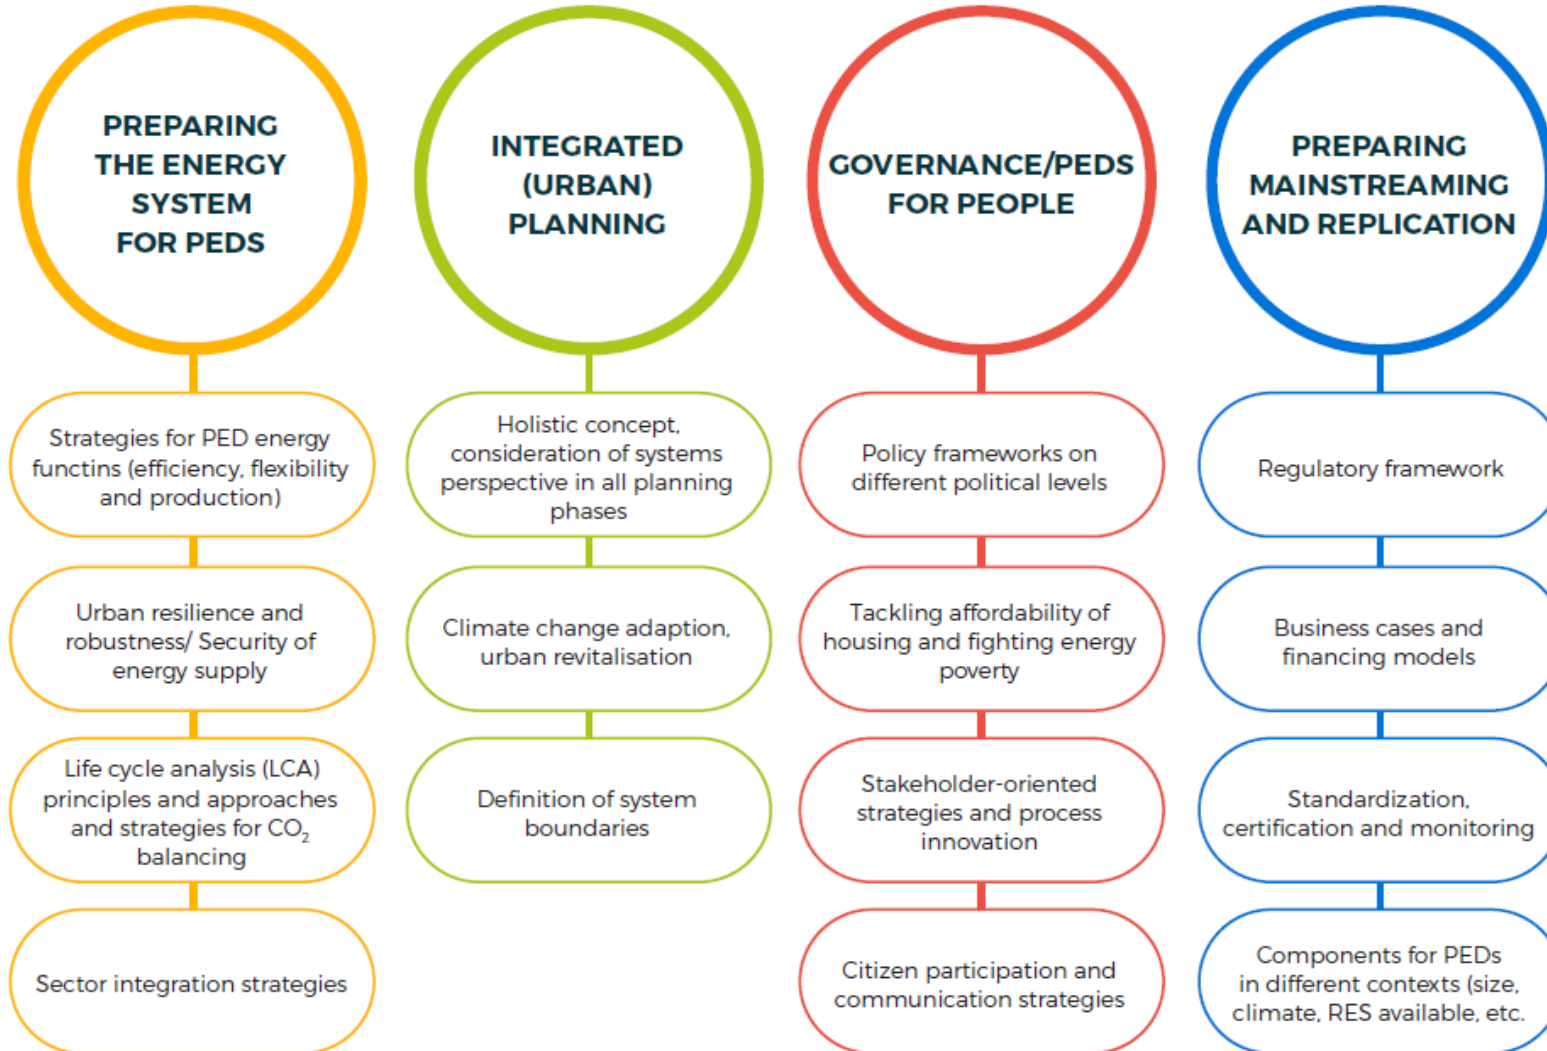 PREPARING
THE ENERGY
SYSTEM
FOR PEDS
Strategies for PED energy
functins (efficiency, flexibility
and production)
Urban resilience and
robustness/ Security of
energy supply
Life cycle analysis (LCA)
principles and approaches
and strategies for CO₂
balancing
Sector integration strategies
INTEGRATED
(URBAN)
PLANNING
Holistic concept,
consideration of systems
perspective in all planning
phases
Climate change adaption,
urban revitalisation
Definition of system
boundaries
GOVERNANCE/PEDS
FOR PEOPLE
Policy frameworks on
different political levels
Tackling affordability of
housing and fighting energy
poverty
Stakeholder-oriented
strategies and process
innovation
Citizen participation and
communication strategies
PREPARING
MAINSTREAMING
AND REPLICATION
Regulatory framework
Business cases and
financing models
Standardization,
certification and monitoring
Components for PEDs
in different contexts (size,
climate, RES available, etc.